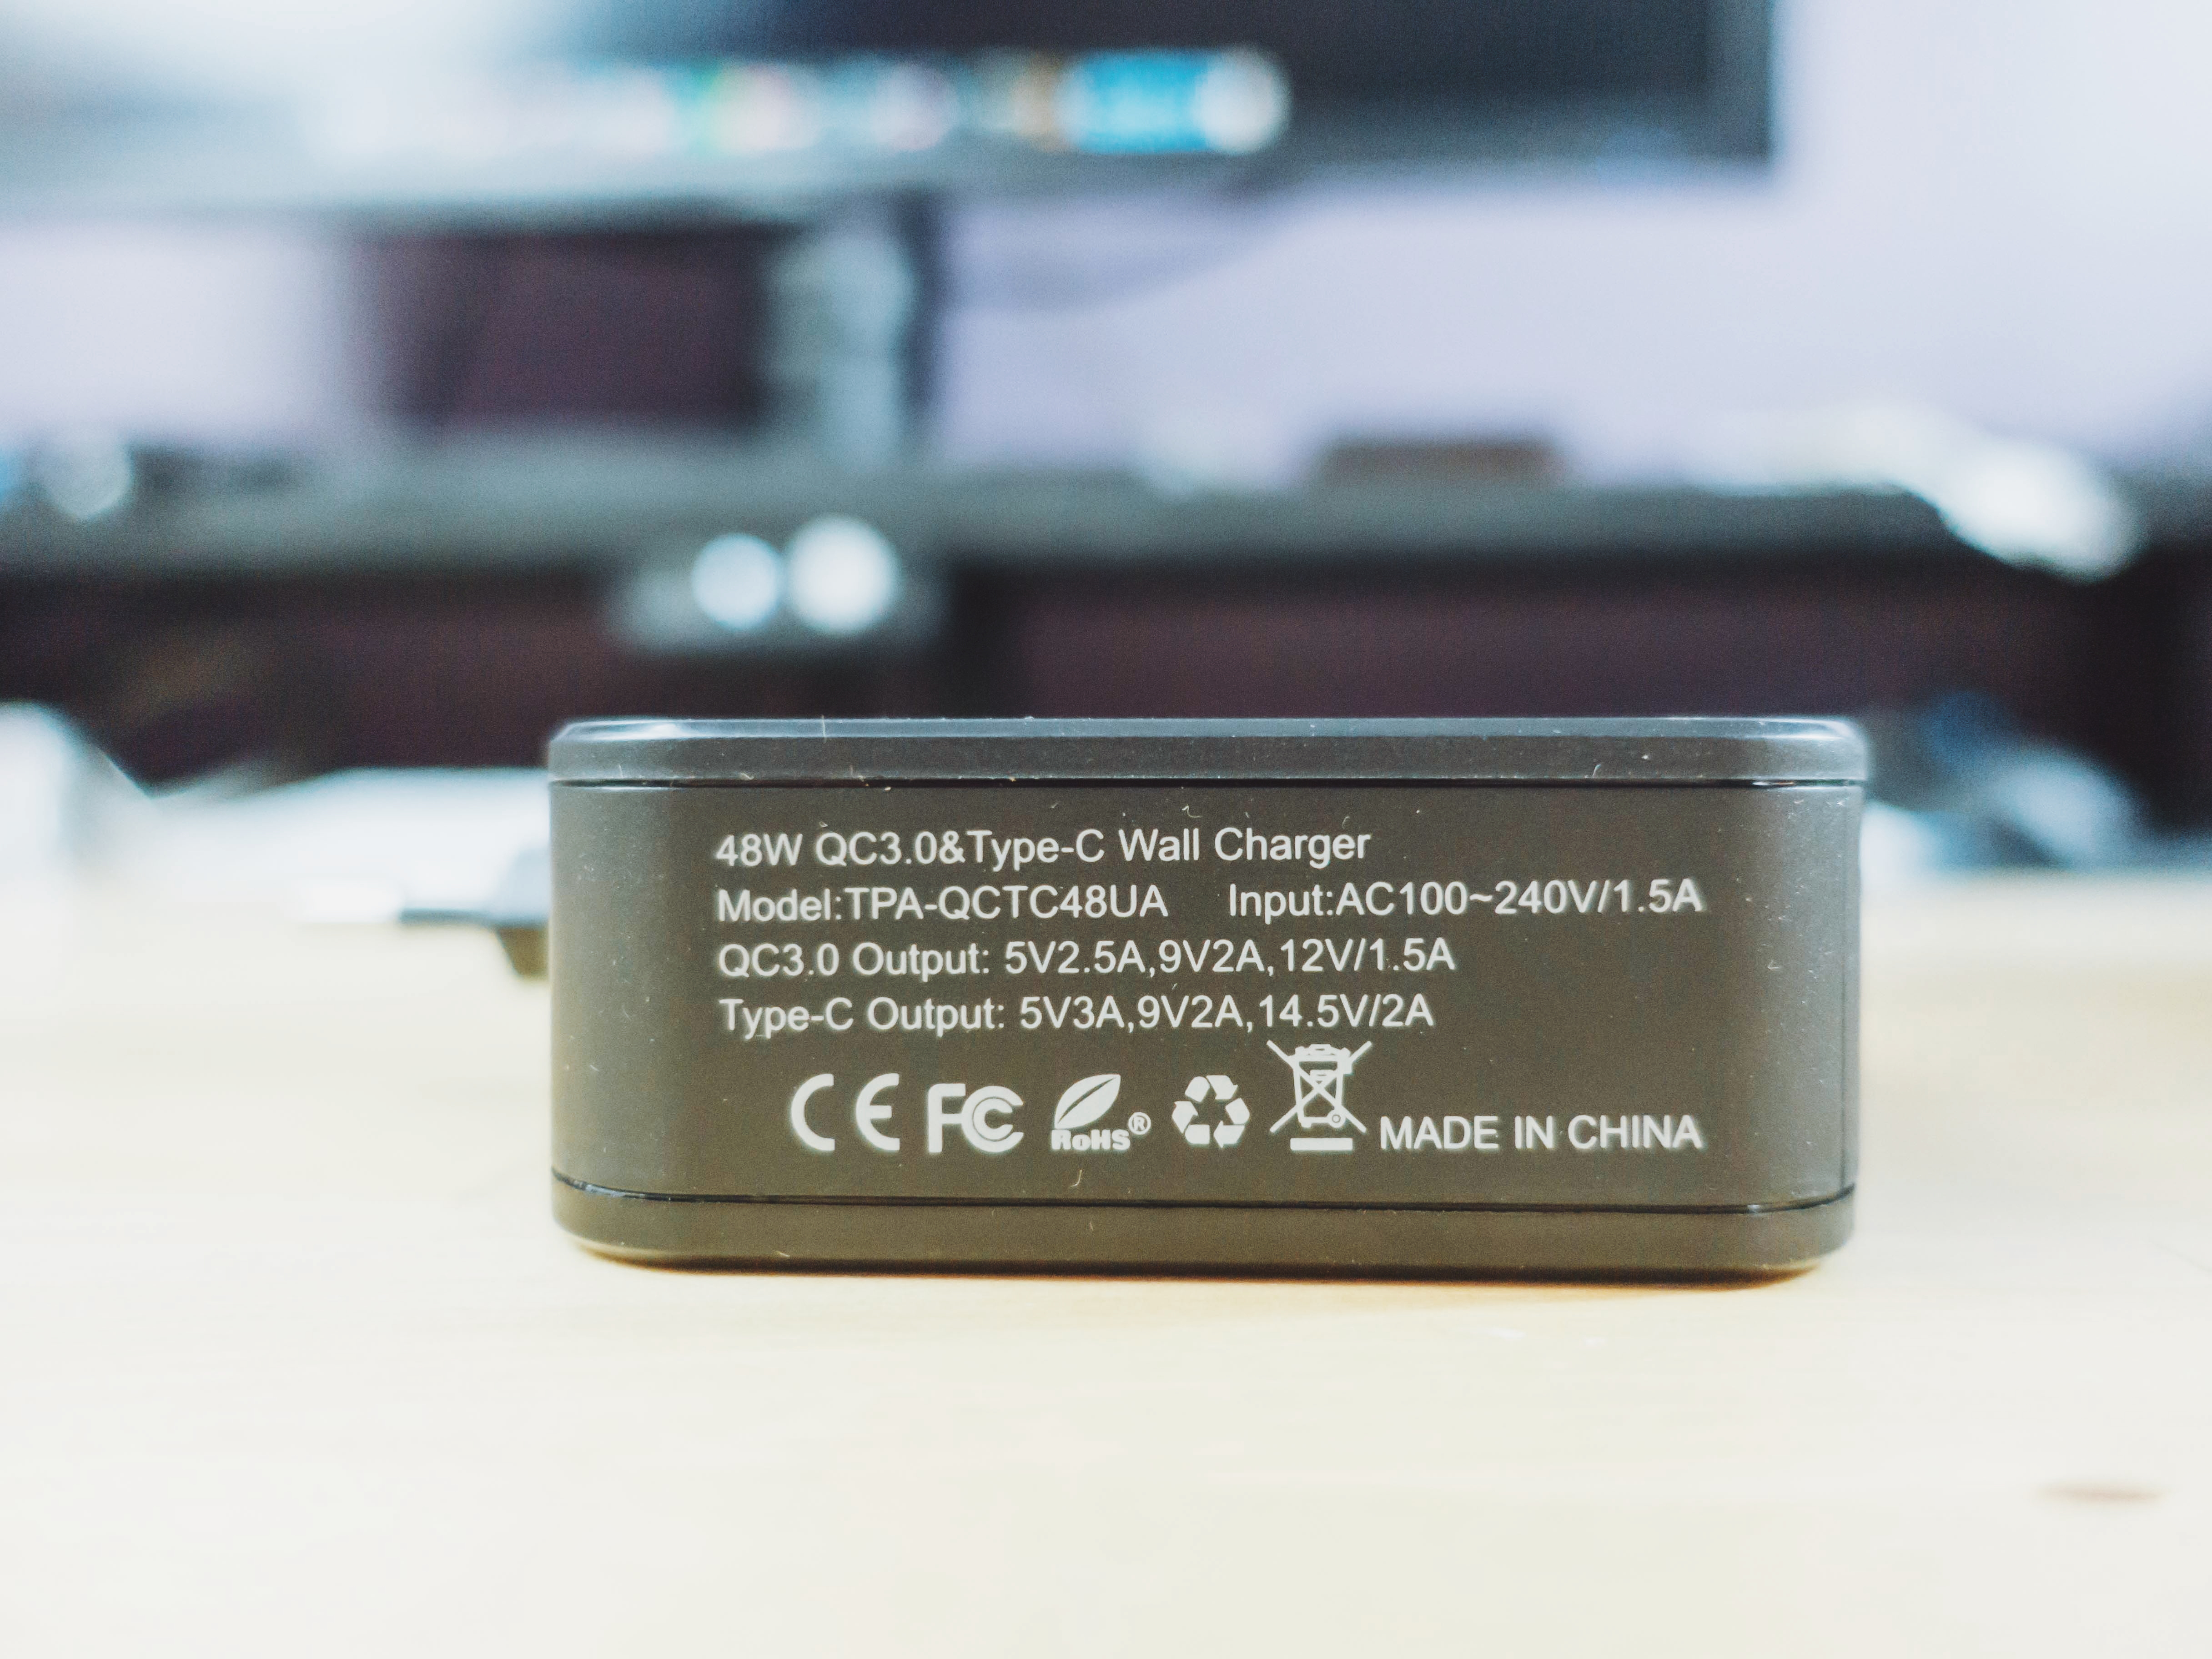 48W QC3.0&Type-C Wall Charger
Model:TPA-QCTC48UA Input:AC100~240V/1.5A
QC3.0 Output: 5V2.5A,9V2A,12V/1.5A
Type-C Output: 5V3A,9V2A,14.5V/2A
CE FC RoHS® MADE IN CHINA